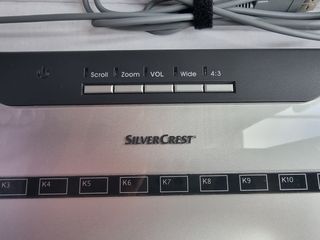 Scroll Zoom VOL Wide 4:3
SILVERCREST
K3 K4 K5 K6 K7 K8 K9 K10